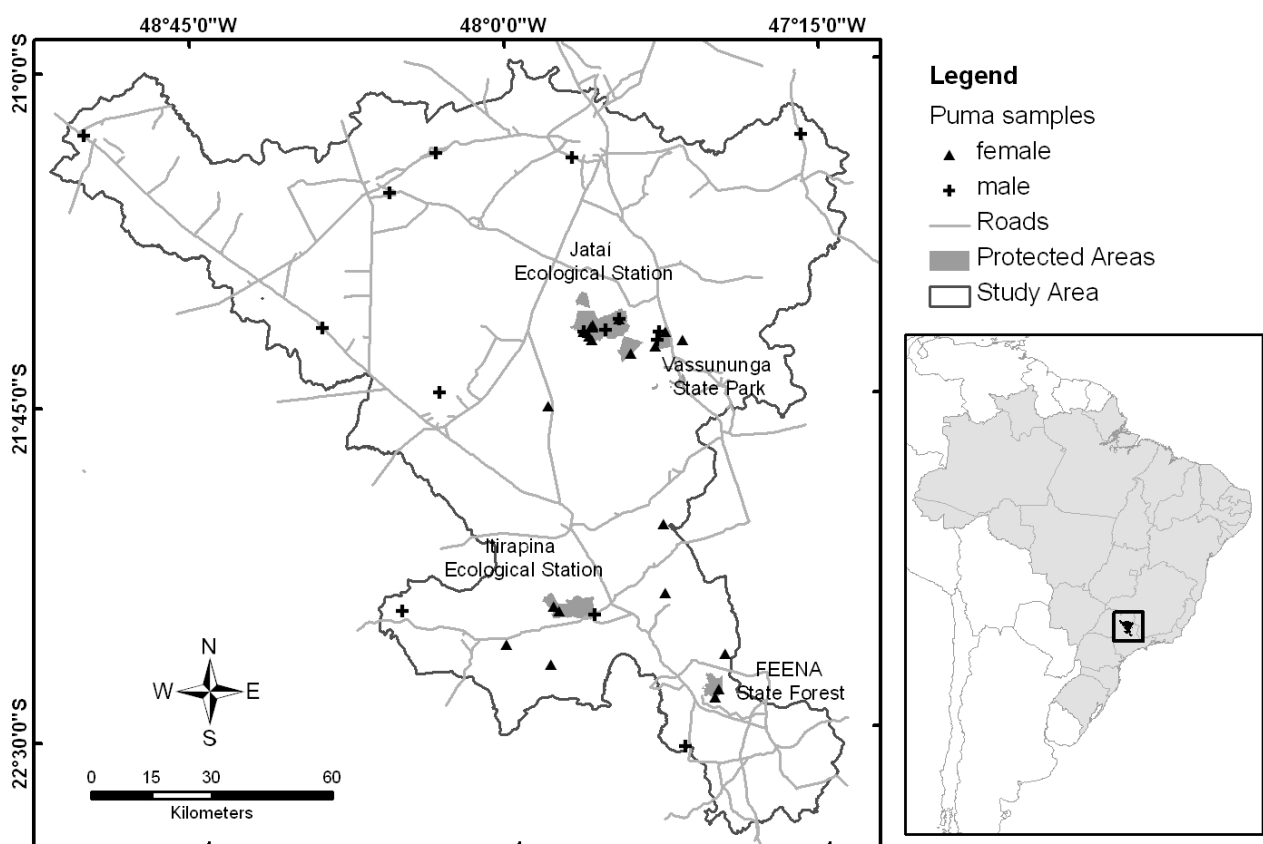 48°45'0"W 48°0'0"W 47°15'0"W
21°0'0"S
21°45'0"S
22°30'0"S
Jataí
Ecological Station
Vassununga
State Park
Itirapina
Ecological Station
FEENA
State Forest
N
W E
S
0 15 30 60
Kilometers
Legend
Puma samples
female
male
Roads
Protected Areas
Study Area